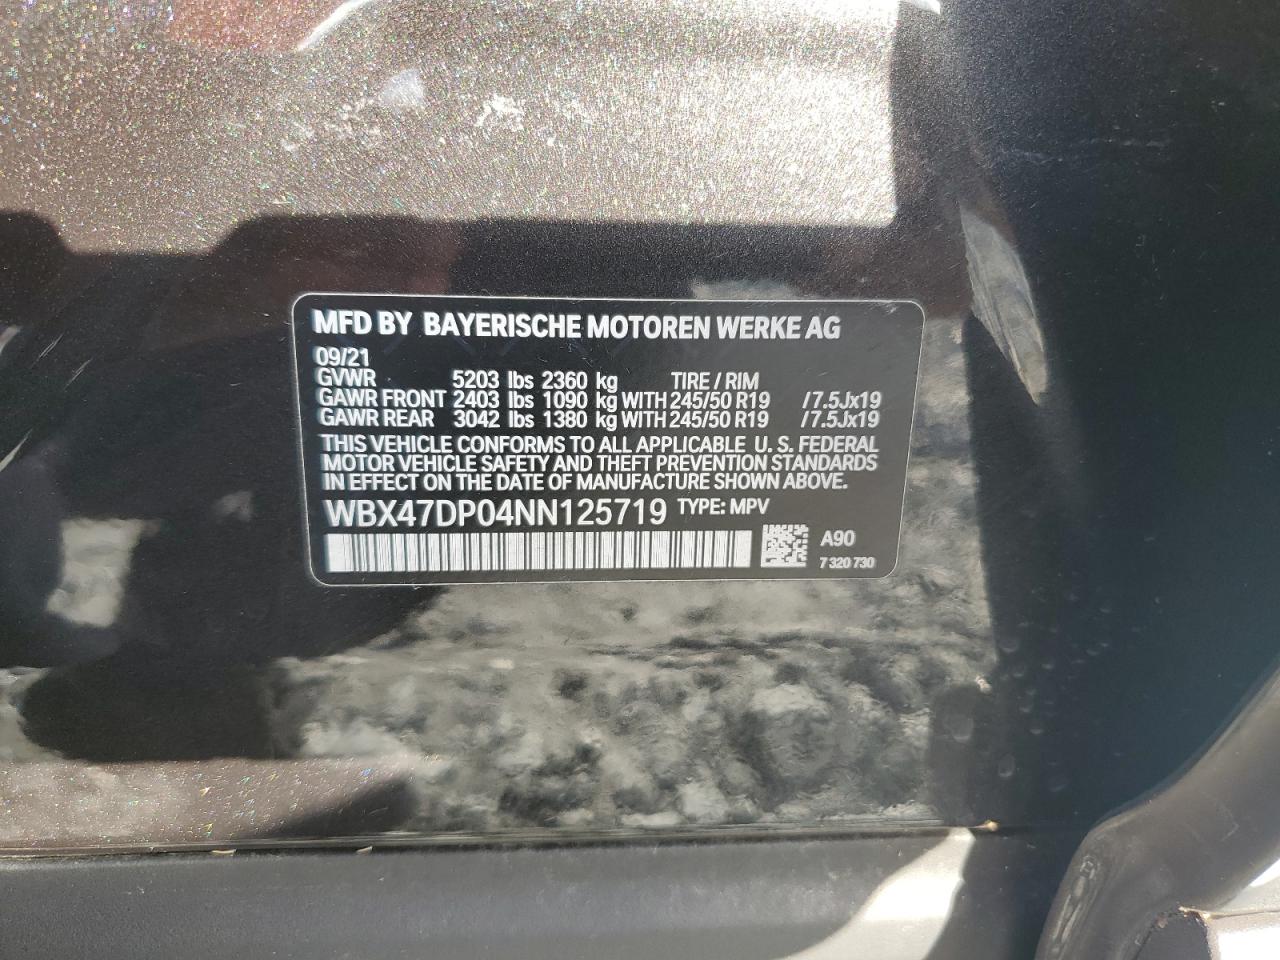 MFD BY BAYERISCHE MOTOREN WERKE AG
09/21
GVWR 5203 lbs 2360 kg TIRE / RIM
GAWR FRONT 2403 lbs 1090 kg WITH 245/50 R19 /7.5Jx19
GAWR REAR 3042 lbs 1380 kg WITH 245/50 R19 /7.5Jx19
THIS VEHICLE CONFORMS TO ALL APPLICABLE U. S. FEDERAL
MOTOR VEHICLE SAFETY AND THEFT PREVENTION STANDARDS
IN EFFECT ON THE DATE OF MANUFACTURE SHOWN ABOVE.
WBX47DP04NN125719 TYPE: MPV
A90
7 320 730